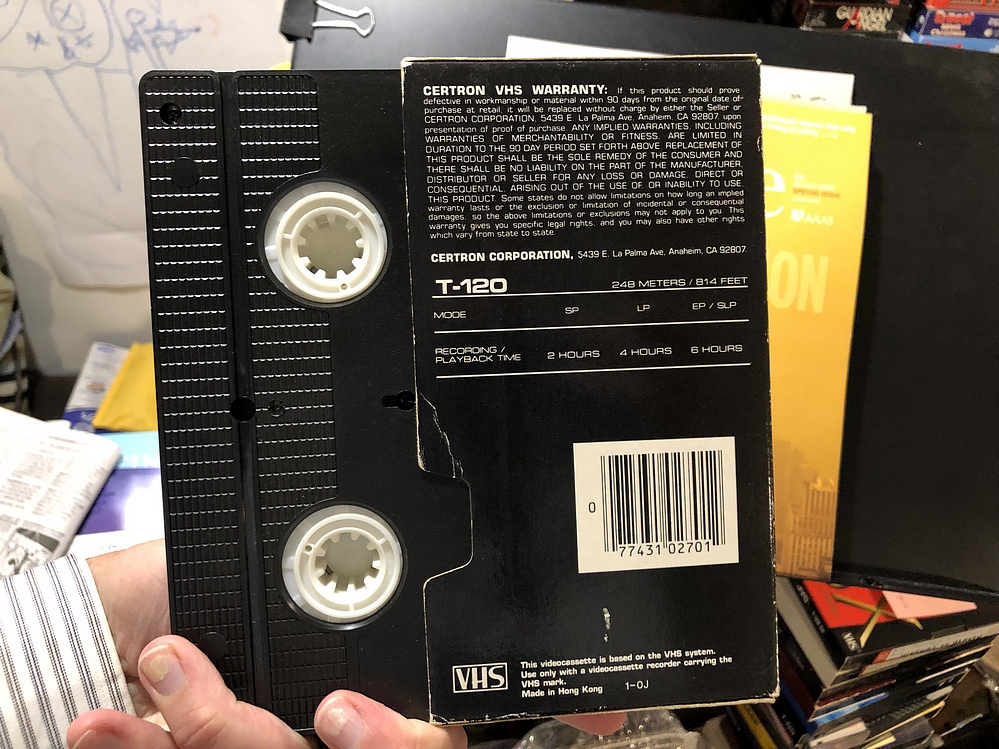 CERTRON VHS WARRANTY: If this product should prove
defective in workmanship or material within 90 days from the original date of
purchase at retail, it will be replaced without charge by either the Seller or
CERTRON CORPORATION, 5439 E. La Palma Ave, Anaheim, CA 92807, upon
presentation of proof of purchase. ANY IMPLIED WARRANTIES, INCLUDING
WARRANTIES OF MERCHANTABILITY OR FITNESS, ARE LIMITED IN
DURATION TO THE 90 DAY PERIOD SET FORTH ABOVE. REPLACEMENT OF
THIS PRODUCT SHALL BE THE SOLE REMEDY OF THE CONSUMER AND
THERE SHALL BE NO LIABILITY ON THE PART OF THE MANUFACTURER,
DISTRIBUTOR OR SELLER FOR ANY LOSS OR DAMAGE, DIRECT OR
CONSEQUENTIAL, ARISING OUT OF THE USE OF, OR INABILITY TO USE,
THIS PRODUCT. Some states do not allow limitations on how long an implied
warranty lasts or the exclusion or limitation of incidental or consequential
damages, so the above limitations or exclusions may not apply to you. This
warranty gives you specific legal rights, and you may also have other rights
which vary from state to state.
CERTRON CORPORATION, 5439 E. La Palma Ave, Anaheim, CA 92807.
T-120 248 METERS / 814 FEET
MODE SP LP EP / SLP
RECORDING /
PLAYBACK TIME 2 HOURS 4 HOURS 6 HOURS
0 77431 02701
VHS
This videocassette is based on the VHS system.
Use only with a videocassette recorder carrying the
VHS mark.
Made in Hong Kong 1-0J
GUARDIAN
e
SPECIAL ISSUE
AAAS
ON